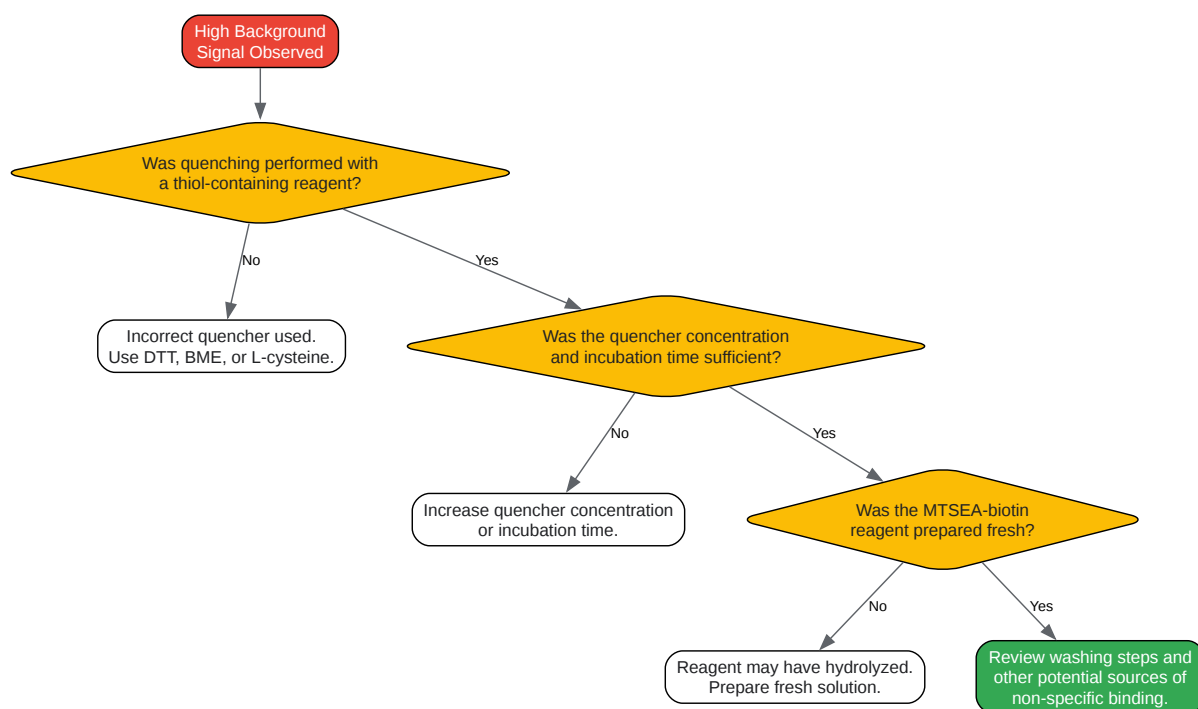 High Background
Signal Observed
Was quenching performed with
a thiol-containing reagent?
No
Yes
Incorrect quencher used.
Use DTT, BME, or L-cysteine.
Was the quencher concentration
and incubation time sufficient?
No
Yes
Increase quencher concentration
or incubation time.
Was the MTSEA-biotin
reagent prepared fresh?
No
Yes
Reagent may have hydrolyzed.
Prepare fresh solution.
Review washing steps and
other potential sources of
non-specific binding.